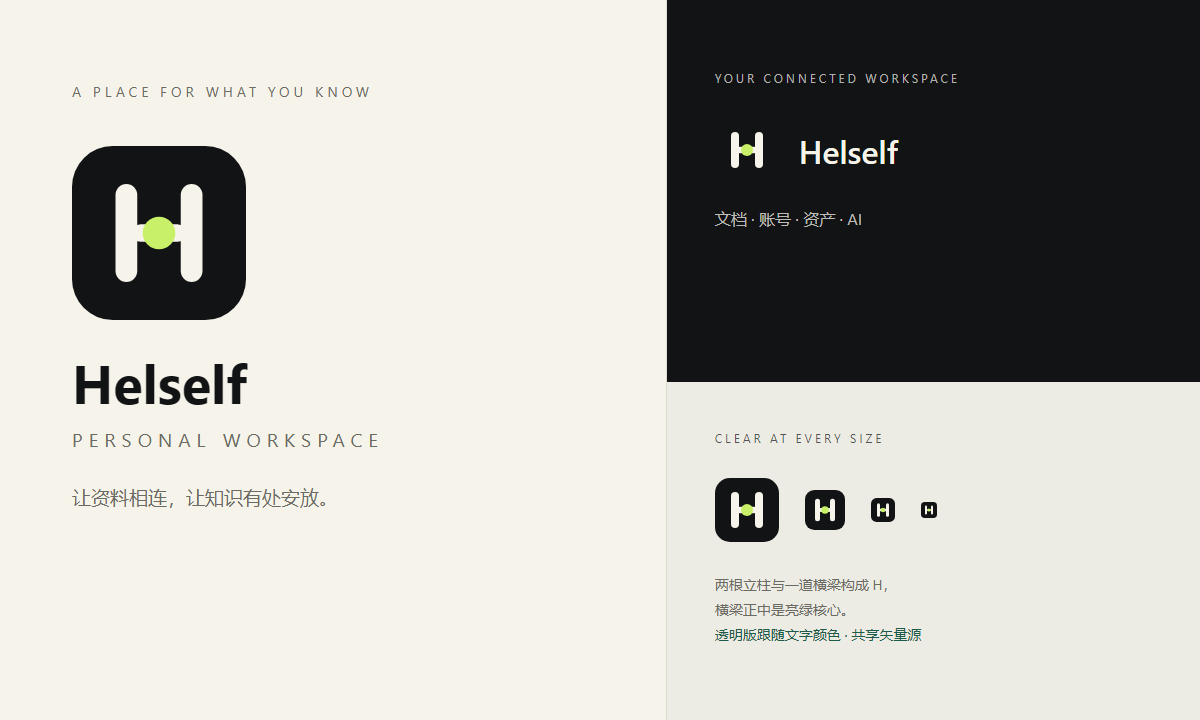 A PLACE FOR WHAT YOU KNOW
Helself
PERSONAL WORKSPACE
让资料相连，让知识有处安放。
YOUR CONNECTED WORKSPACE
Helself
文档 · 账号 · 资产 · AI
CLEAR AT EVERY SIZE
两根立柱与一道横梁构成 H，
横梁正中是亮绿核心。
透明版跟随文字颜色 · 共享矢量源